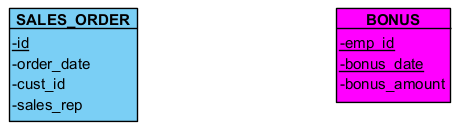 SALES_ORDER
-id
-order_date
-cust_id
-sales_rep
BONUS
-emp_id
-bonus_date
-bonus_amount